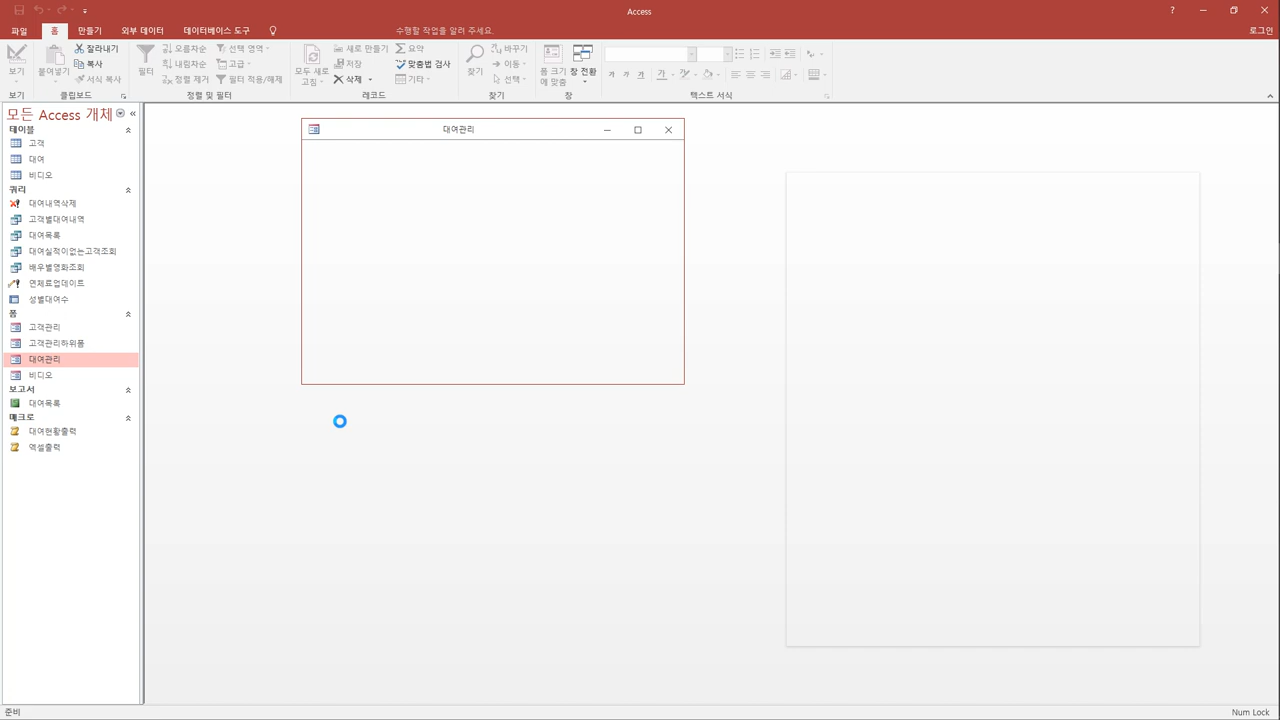 Access
?
로그인
파일 홈 만들기 외부 데이터 데이터베이스 도구 수행할 작업을 알려 주세요.
보기
붙여넣기
잘라내기
복사
서식 복사
필터
오름차순
내림차순
정렬 제거
선택 영역
고급
필터 적용/해제
모두 새로 고침
새로 만들기
저장
삭제
요약
맞춤법 검사
기타
찾기
바꾸기
이동
선택
폼 크기에 맞춤
창 전환
가 가 가
보기 클립보드 정렬 및 필터 레코드 찾기 창 텍스트 서식
모든 Access 개체
테이블
고객
대여
비디오
쿼리
대여내역삭제
고객별대여내역
대여목록
대여실적이없는고객조회
배우별영화조회
연체료업데이트
성별대여수
폼
고객관리
고객관리하위폼
대여관리
비디오
보고서
대여목록
매크로
대여현황출력
엑셀출력
대여관리
준비
Num Lock